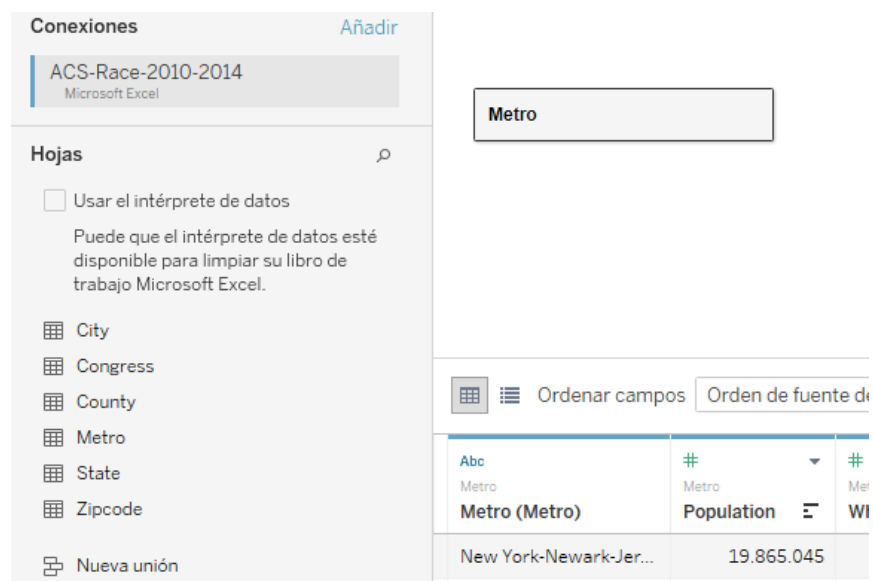 Conexiones Añadir
ACS-Race-2010-2014
Microsoft Excel
Hojas
Usar el intérprete de datos
Puede que el intérprete de datos esté
disponible para limpiar su libro de
trabajo Microsoft Excel.
City
Congress
County
Metro
State
Zipcode
Nueva unión
Metro
Ordenar campos Orden de fuente de
Abc # #
Metro Metro Me
Metro (Metro) Population Wh
New York-Newark-Jer... 19.865.045